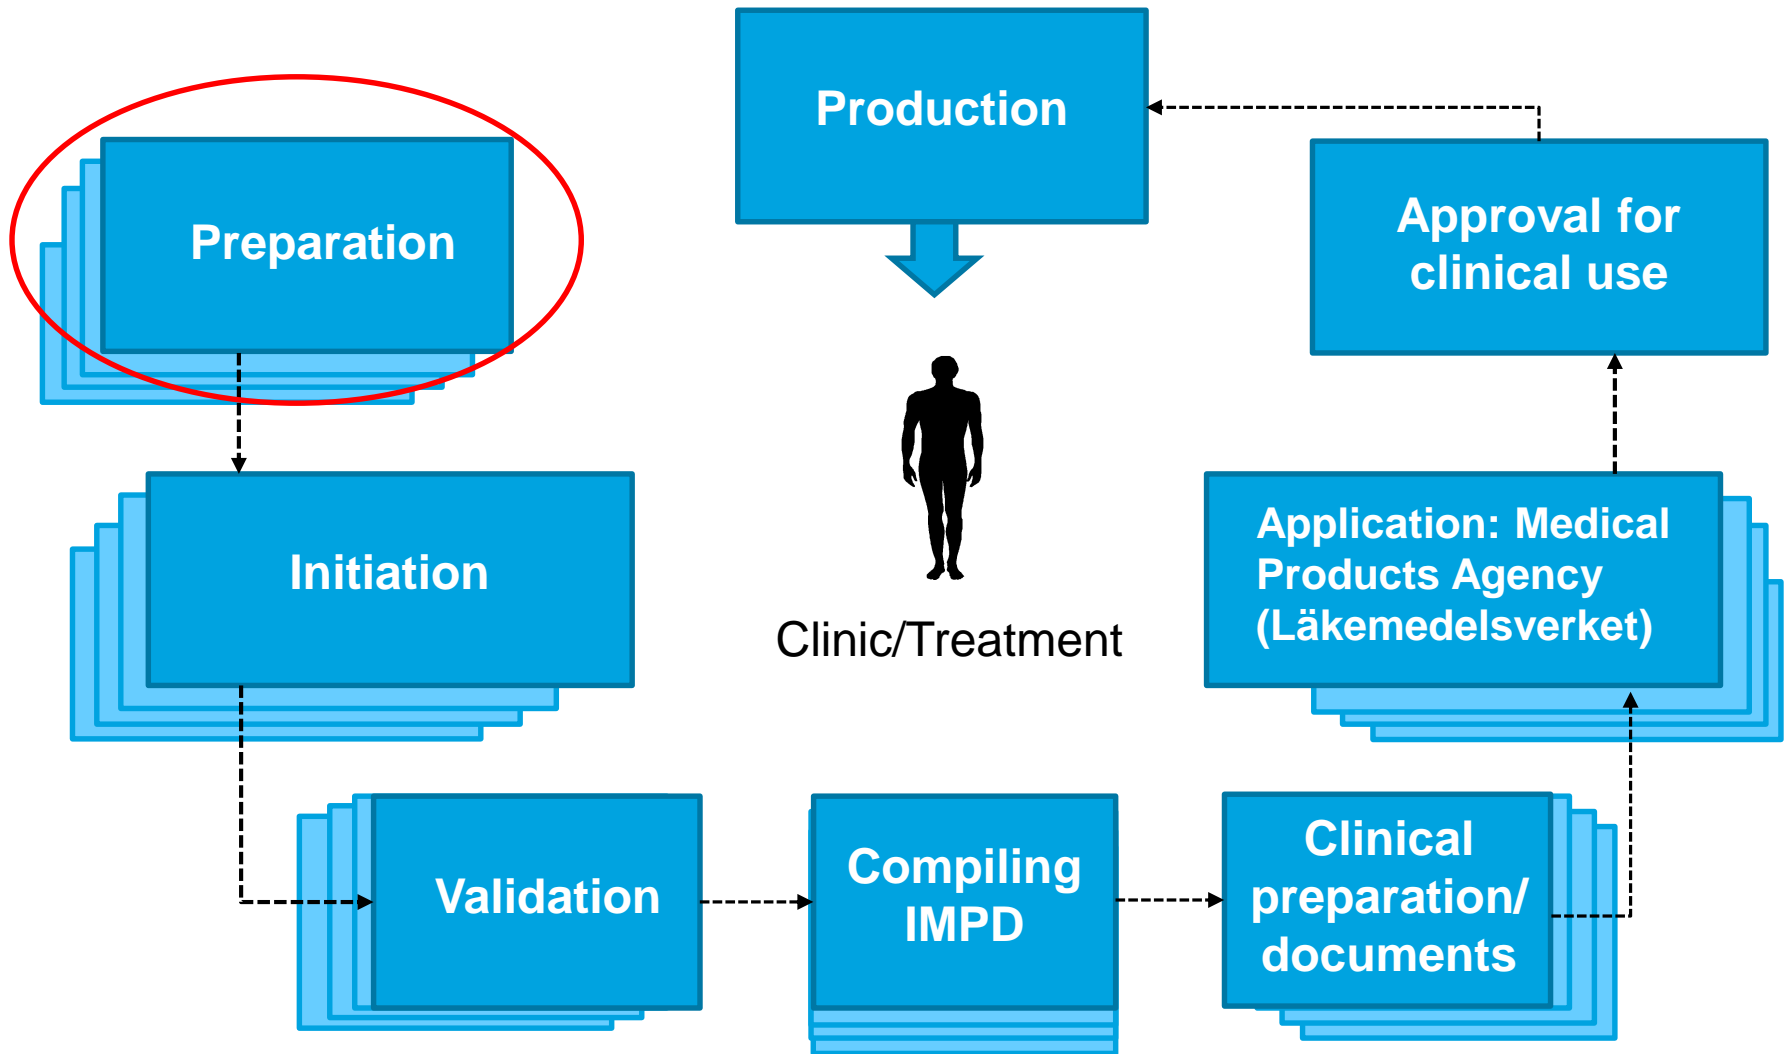 Preparation
Initiation
Validation
Compiling
IMPD
Clinical
preparation/
documents
Application: Medical
Products Agency
(Läkemedelsverket)
Approval for
clinical use
Production
Clinic/Treatment